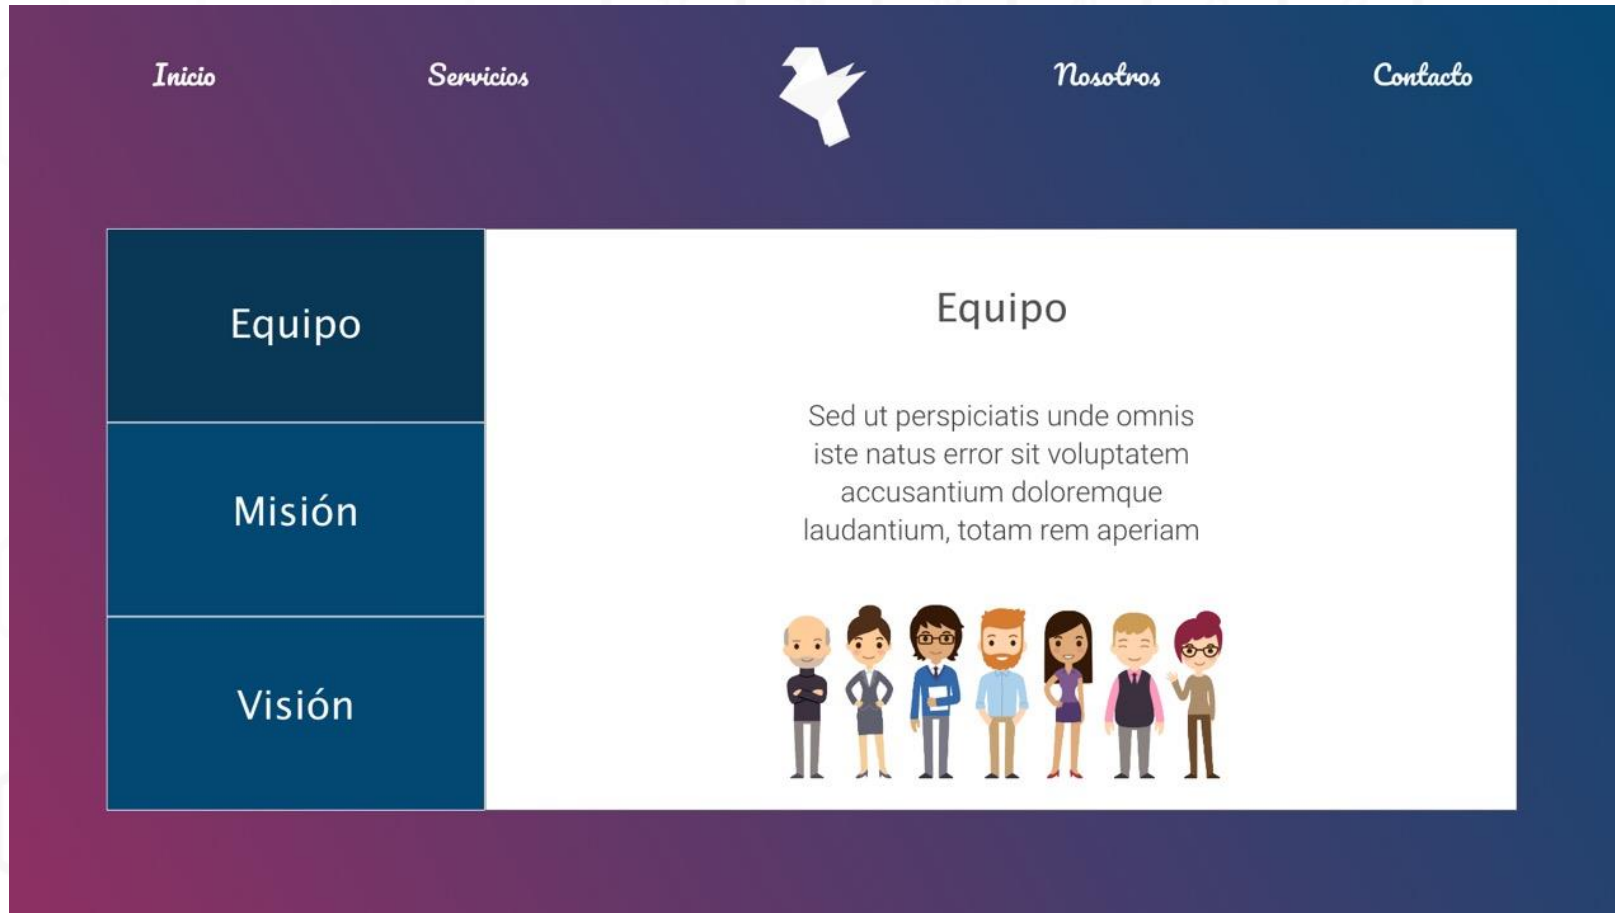 Inicio
Servicios
Nosotros
Contacto
Equipo
Misión
Visión
Equipo
Sed ut perspiciatis unde omnis
iste natus error sit voluptatem
accusantium doloremque
laudantium, totam rem aperiam